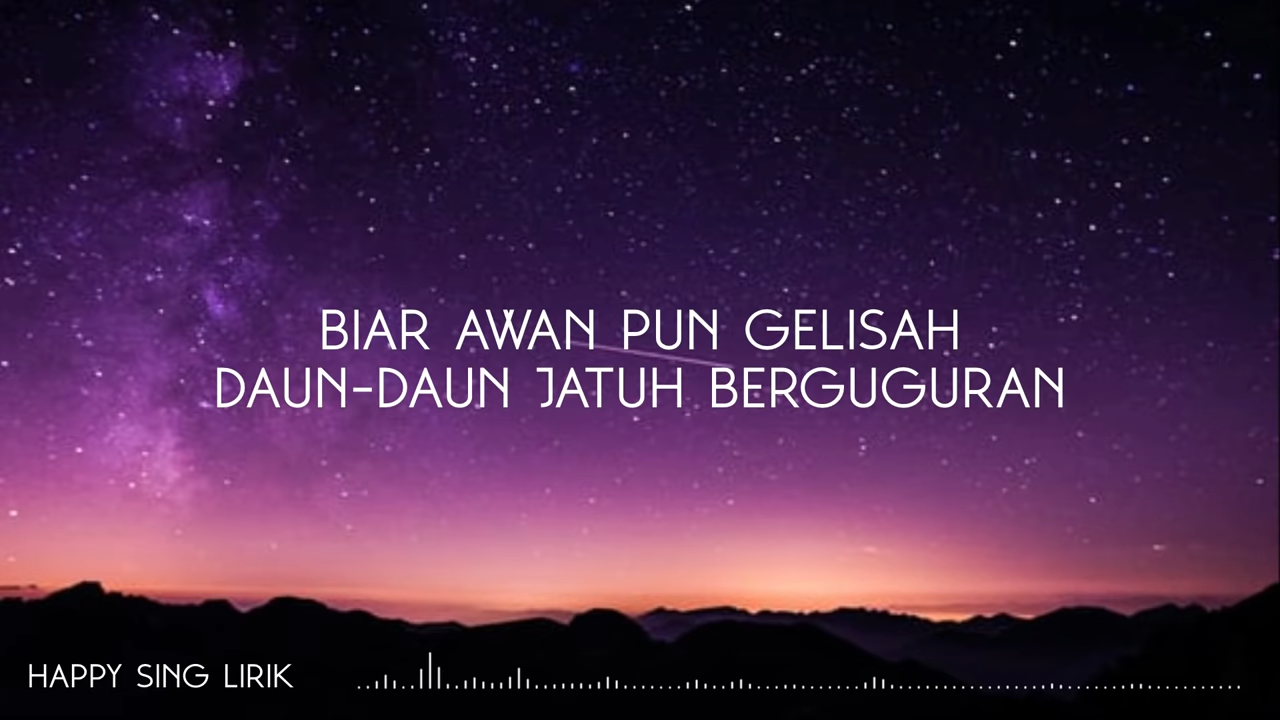 BIAR AWAN PUN GELISAH
DAUN-DAUN JATUH BERGUGURAN
HAPPY SING LIRIK